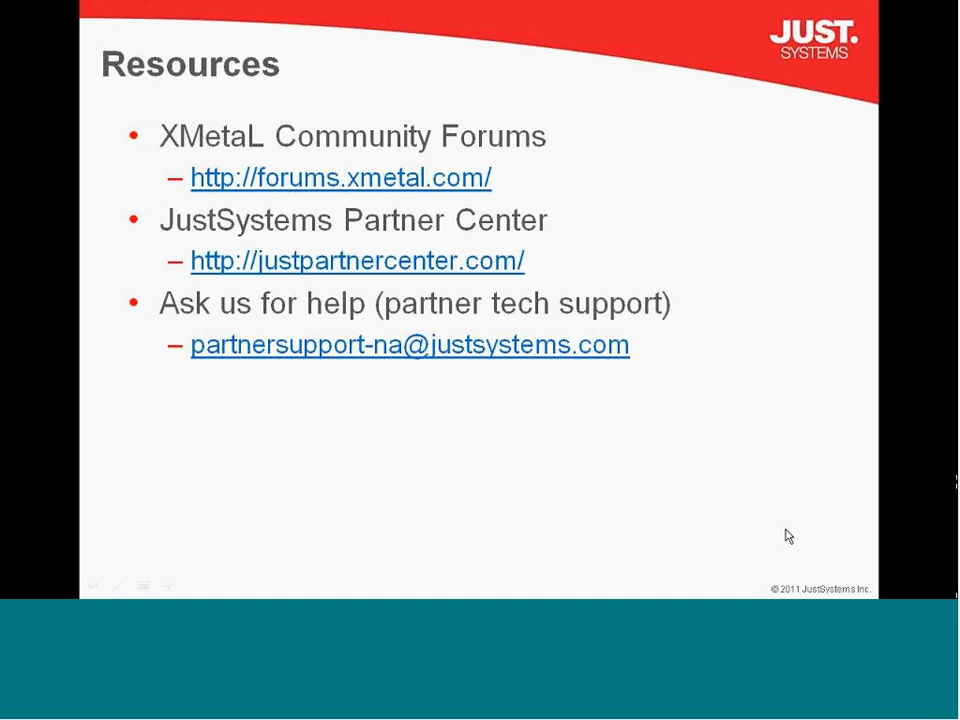 JUST.
SYSTEMS
Resources
• XMetaL Community Forums
– http://forums.xmetal.com/
• JustSystems Partner Center
– http://justpartnercenter.com/
• Ask us for help (partner tech support)
– partnersupport-na@justsystems.com
© 2011 JustSystems Inc.